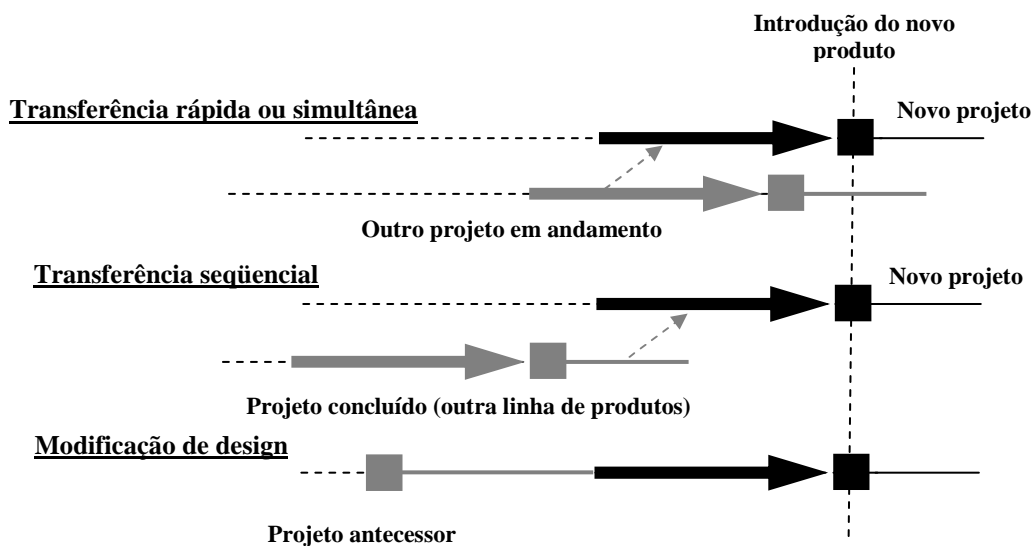 Introdução do novo
produto
Transferência rápida ou simultânea
Novo projeto
Outro projeto em andamento
Transferência seqüencial
Novo projeto
Projeto concluído (outra linha de produtos)
Modificação de design
Projeto antecessor